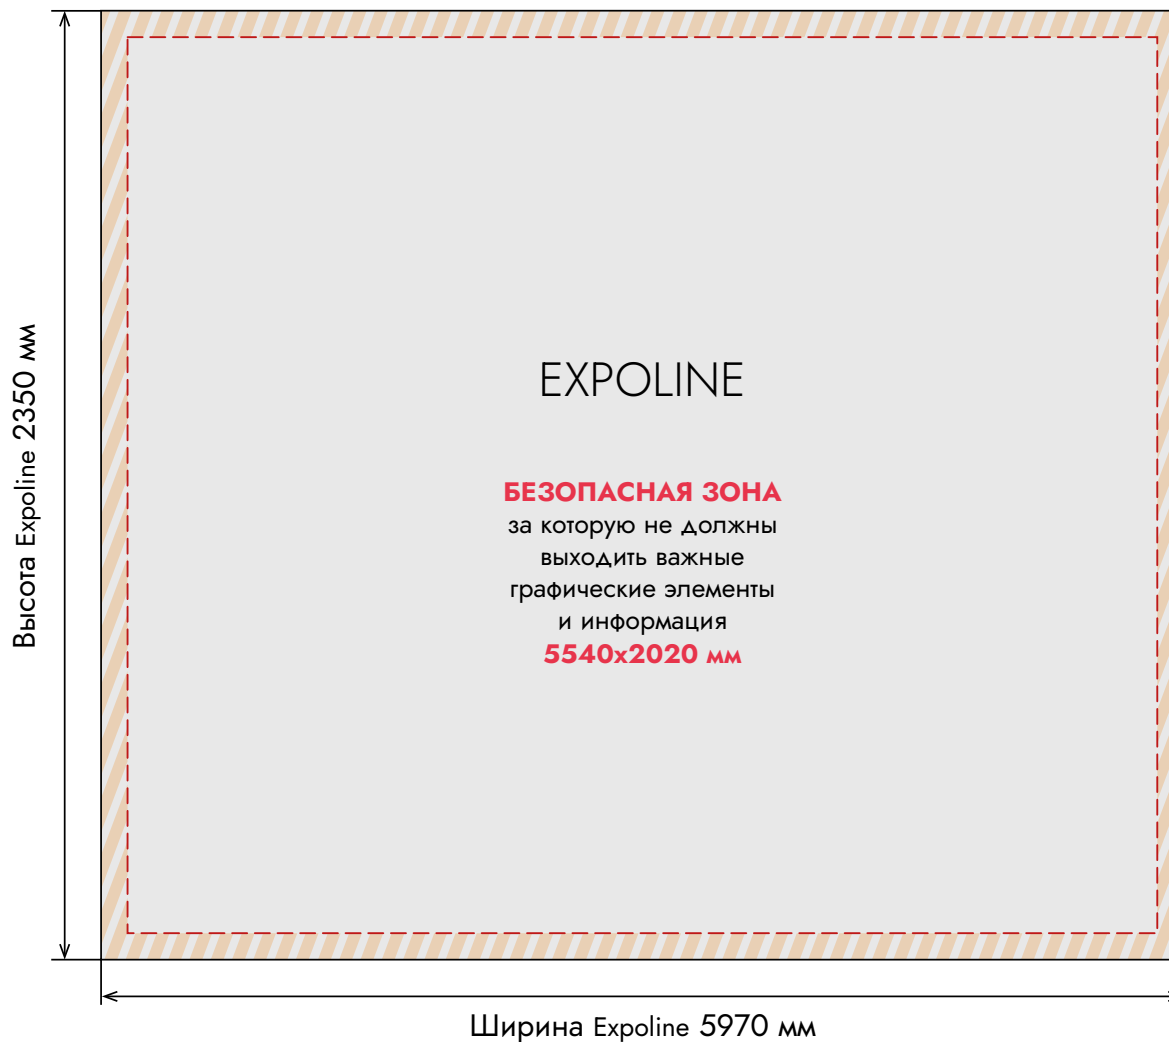 Высота Expoline 2350 мм
EXPOLINE
БЕЗОПАСНАЯ ЗОНА
за которую не должны
выходить важные
графические элементы
и информация
5540x2020 мм
Ширина Expoline 5970 мм